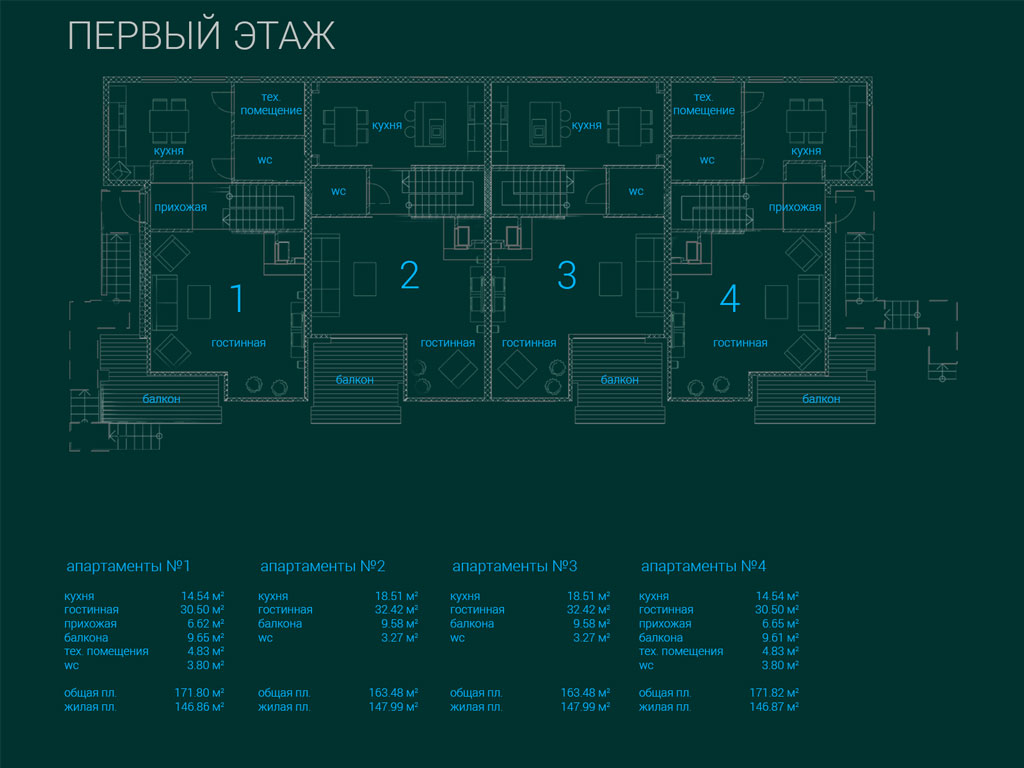 ПЕРВЫЙ ЭТАЖ
тех.
помещение
кухня
кухня
тех.
помещение
кухня
wc
wc
кухня
wc
wc
прихожая
прихожая
1
2
3
4
гостинная
гостинная
гостинная
гостинная
балкон
балкон
балкон
балкон
апартаменты №1
кухня 14.54 м²
гостинная 30.50 м²
прихожая 6.62 м²
балкона 9.65 м²
тех. помещения 4.83 м²
wc 3.80 м²
общая пл. 171.80 м²
жилая пл. 146.86 м²
апартаменты №2
кухня 18.51 м²
гостинная 32.42 м²
балкона 9.58 м²
wc 3.27 м²
общая пл. 163.48 м²
жилая пл. 147.99 м²
апартаменты №3
кухня 18.51 м²
гостинная 32.42 м²
балкона 9.58 м²
wc 3.27 м²
общая пл. 163.48 м²
жилая пл. 147.99 м²
апартаменты №4
кухня 14.54 м²
гостинная 30.50 м²
прихожая 6.65 м²
балкона 9.61 м²
тех. помещения 4.83 м²
wc 3.80 м²
общая пл. 171.82 м²
жилая пл. 146.87 м²